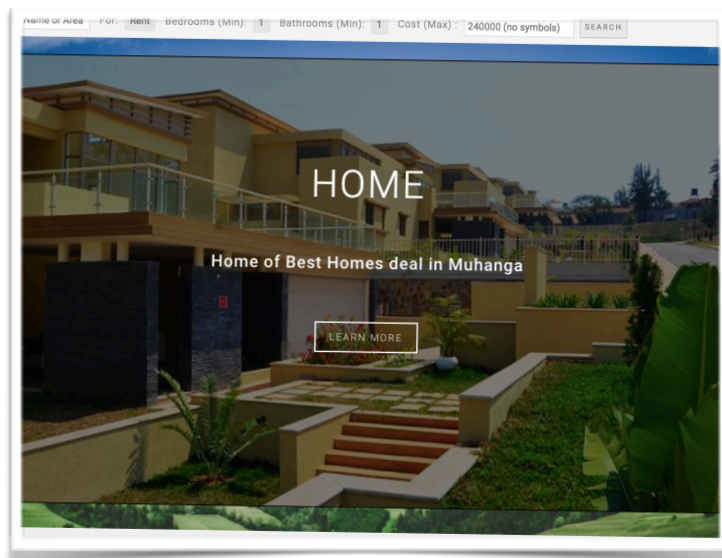 Name or Area For: Rent Bedrooms (Min): 1 Bathrooms (Min): 1 Cost (Max) : 240000 (no symbols) SEARCH
HOME
Home of Best Homes deal in Muhanga
LEARN MORE